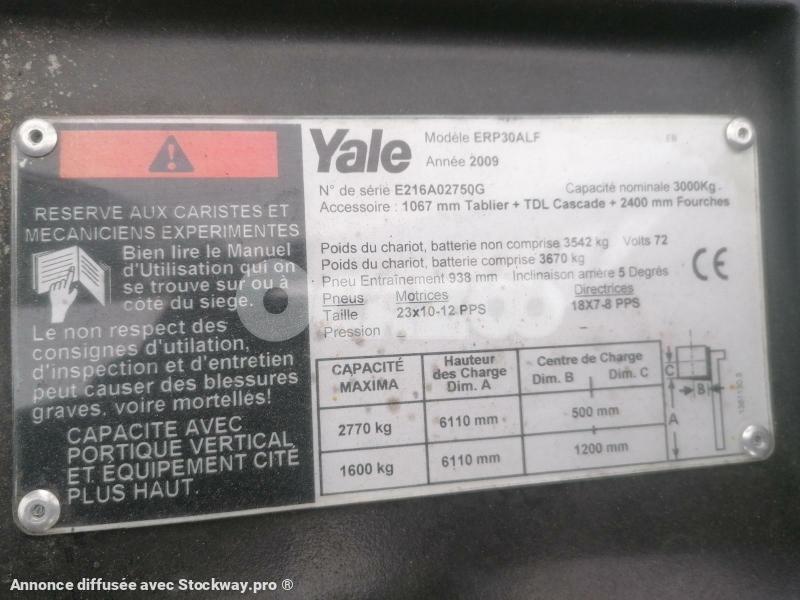 RESERVE AUX CARISTES ET
MECANICIENS EXPERIMENTES
Bien lire le Manuel
d'Utilisation qui on
se trouve sur ou à
côté du siege.
Le non respect des
consignes d'utilation,
d'inspection et d'entretien
peut causer des blessures
graves, voire mortelles!
CAPACITE AVEC
PORTIQUE VERTICAL
ET EQUIPEMENT CITÉ
PLUS HAUT.
Yale
Modèle ERP30ALF
Année 2009
N° de série E216A02750G Capacité nominale 3000Kg
Accessoire : 1067 mm Tablier + TDL Cascade + 2400 mm Fourches
Poids du chariot, batterie non comprise 3542 kg Volts 72
Poids du chariot, batterie comprise 3670 kg
Pneu Entraînement 938 mm Inclinaison arrière 5 Degrés
CE
Pneus Motrices Directrices
Taille 23x10-12 PPS 18X7-8 PPS
Pression _ _
CAPACITÉ MAXIMA Hauteur des Charge Dim. A Centre de Charge Dim. B Dim. C
2770 kg 6110 mm 500 mm
1600 kg 6110 mm 1200 mm
C
B
A
Annonce diffusée avec Stockway.pro ®